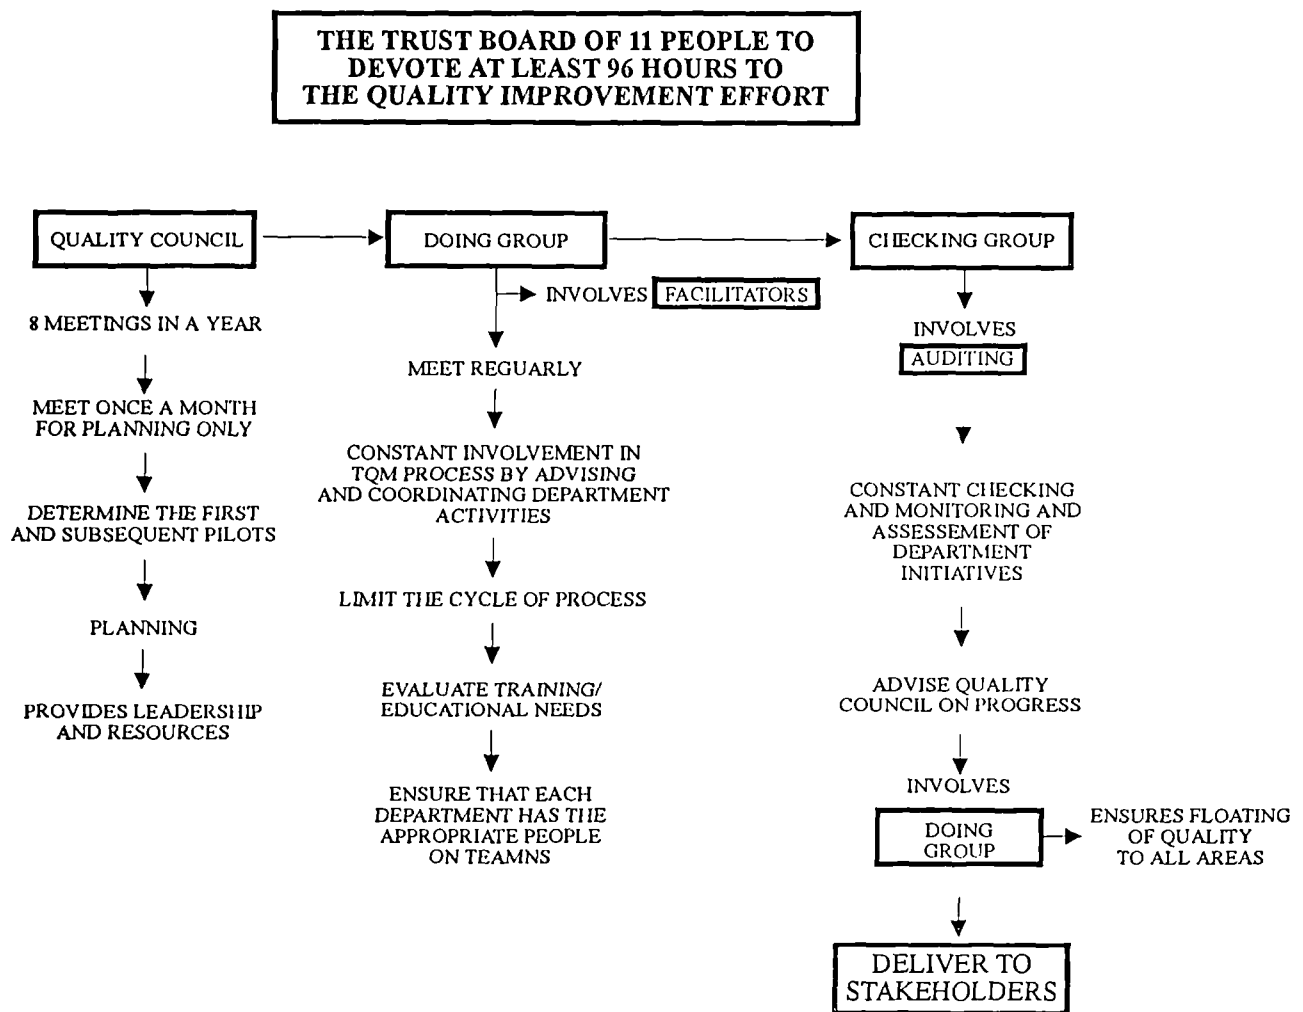 THE TRUST BOARD OF 11 PEOPLE TO
DEVOTE AT LEAST 96 HOURS TO
THE QUALITY IMPROVEMENT EFFORT
QUALITY COUNCIL
8 MEETINGS IN A YEAR
MEET ONCE A MONTH
FOR PLANNING ONLY
DETERMINE THE FIRST
AND SUBSEQUENT PILOTS
PLANNING
PROVIDES LEADERSHIP
AND RESOURCES
DOING GROUP
INVOLVES FACILITATORS
MEET REGUARLY
CONSTANT INVOLVEMENT IN
TQM PROCESS BY ADVISING
AND COORDINATING DEPARTMENT
ACTIVITIES
LIMIT THE CYCLE OF PROCESS
EVALUATE TRAINING/
EDUCATIONAL NEEDS
ENSURE THAT EACH
DEPARTMENT HAS THE
APPROPRIATE PEOPLE
ON TEAMNS
CHECKING GROUP
INVOLVES
AUDITING
CONSTANT CHECKING
AND MONITORING AND
ASSESSEMENT OF
DEPARTMENT
INITIATIVES
ADVISE QUALITY
COUNCIL ON PROGRESS
INVOLVES
DOING
GROUP
ENSURES FLOATING
OF QUALITY
TO ALL AREAS
DELIVER TO
STAKEHOLDERS